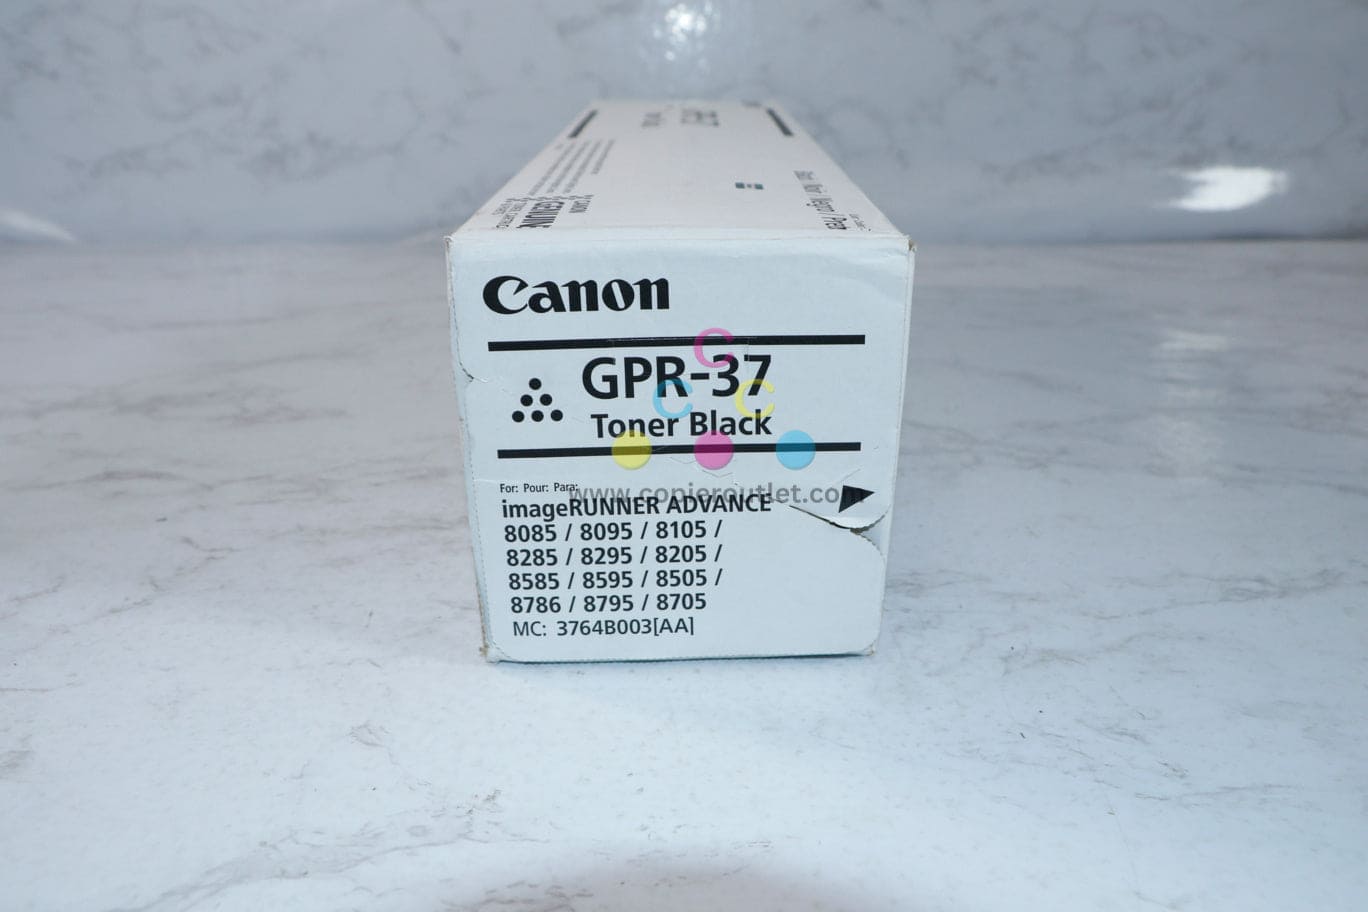 Canon
GPR-37
Toner Black
For: Pour: Para:
www.copieroutlet.com
imageRUNNER ADVANCE
8085 / 8095 / 8105 /
8285 / 8295 / 8205 /
8585 / 8595 / 8505 /
8786 / 8795 / 8705
MC: 3764B003[AA]
C
C C